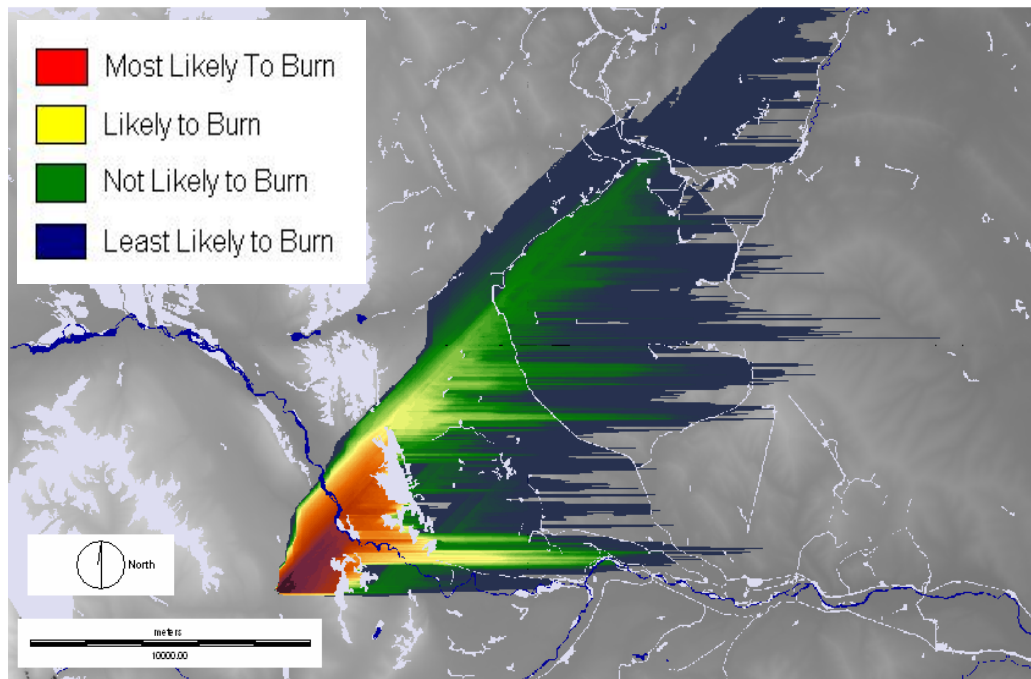 Most Likely To Burn
Likely to Burn
Not Likely to Burn
Least Likely to Burn
North
meters
10000.00